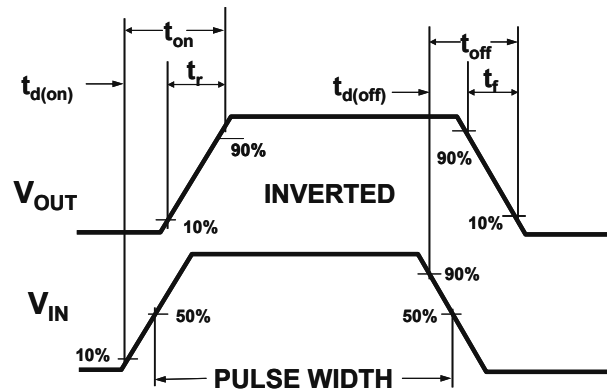 t_on
t_off
t_d(on)
t_r
t_d(off)
t_f
90%
90%
V_OUT
INVERTED
10%
10%
90%
V_IN
50%
50%
10%
PULSE WIDTH